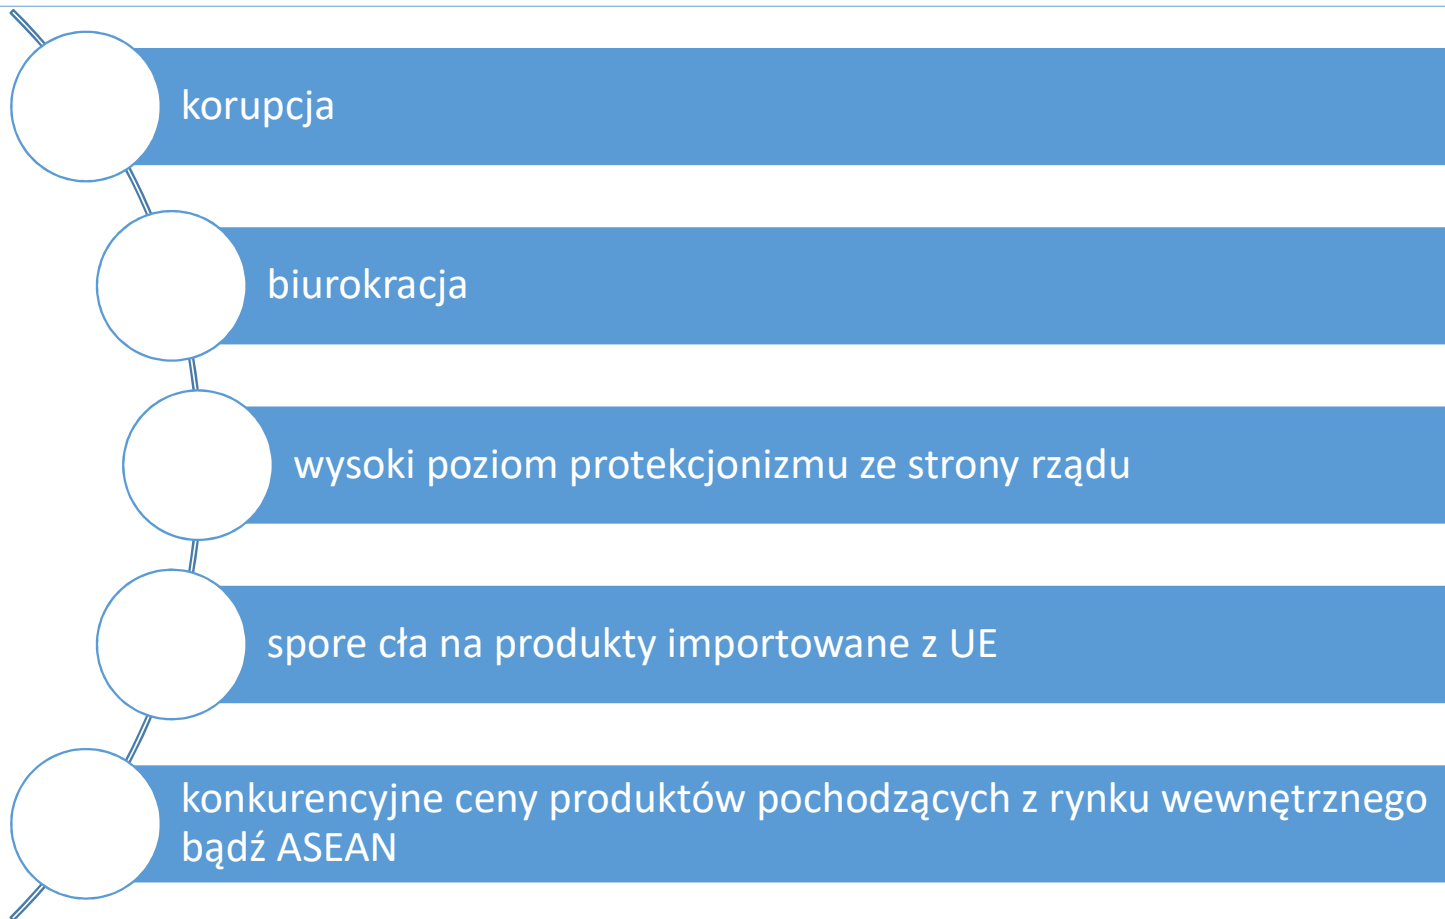 korupcja
biurokracja
wysoki poziom protekcjonizmu ze strony rządu
spore cła na produkty importowane z UE
konkurencyjne ceny produktów pochodzących z rynku wewnętrznego
bądź ASEAN